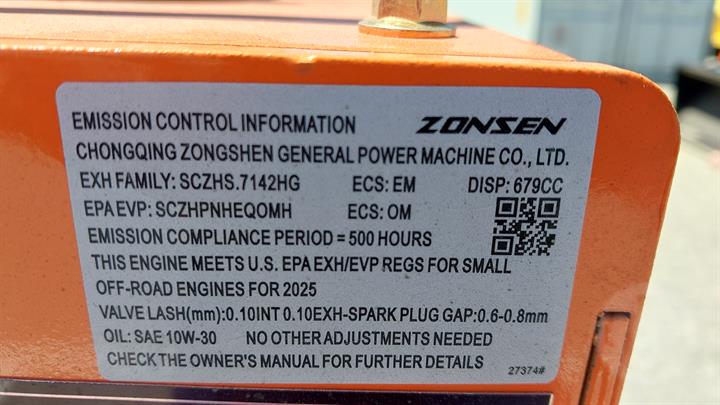 EMISSION CONTROL INFORMATION ZONSEN
CHONGQING ZONGSHEN GENERAL POWER MACHINE CO., LTD.
EXH FAMILY: SCZHS.7142HG ECS: EM DISP: 679CC
EPA EVP: SCZHPNHEQOMH ECS: OM
EMISSION COMPLIANCE PERIOD = 500 HOURS
THIS ENGINE MEETS U.S. EPA EXH/EVP REGS FOR SMALL
OFF-ROAD ENGINES FOR 2025
VALVE LASH(mm):0.10INT 0.10EXH-SPARK PLUG GAP:0.6-0.8mm
OIL: SAE 10W-30 NO OTHER ADJUSTMENTS NEEDED
CHECK THE OWNER'S MANUAL FOR FURTHER DETAILS
27374#